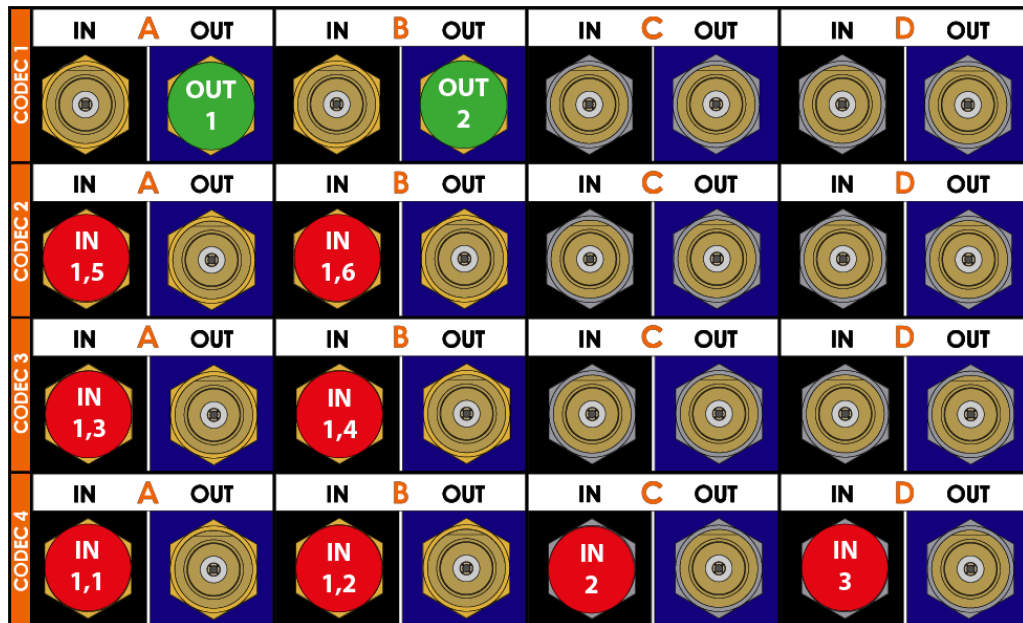 CODEC 1
IN A OUT IN B OUT IN C OUT IN D OUT
OUT
1
OUT
2
CODEC 2
IN A OUT IN B OUT IN C OUT IN D OUT
IN
1,5
IN
1,6
CODEC 3
IN A OUT IN B OUT IN C OUT IN D OUT
IN
1,3
IN
1,4
CODEC 4
IN A OUT IN B OUT IN C OUT IN D OUT
IN
1,1
IN
1,2
IN
2
IN
3